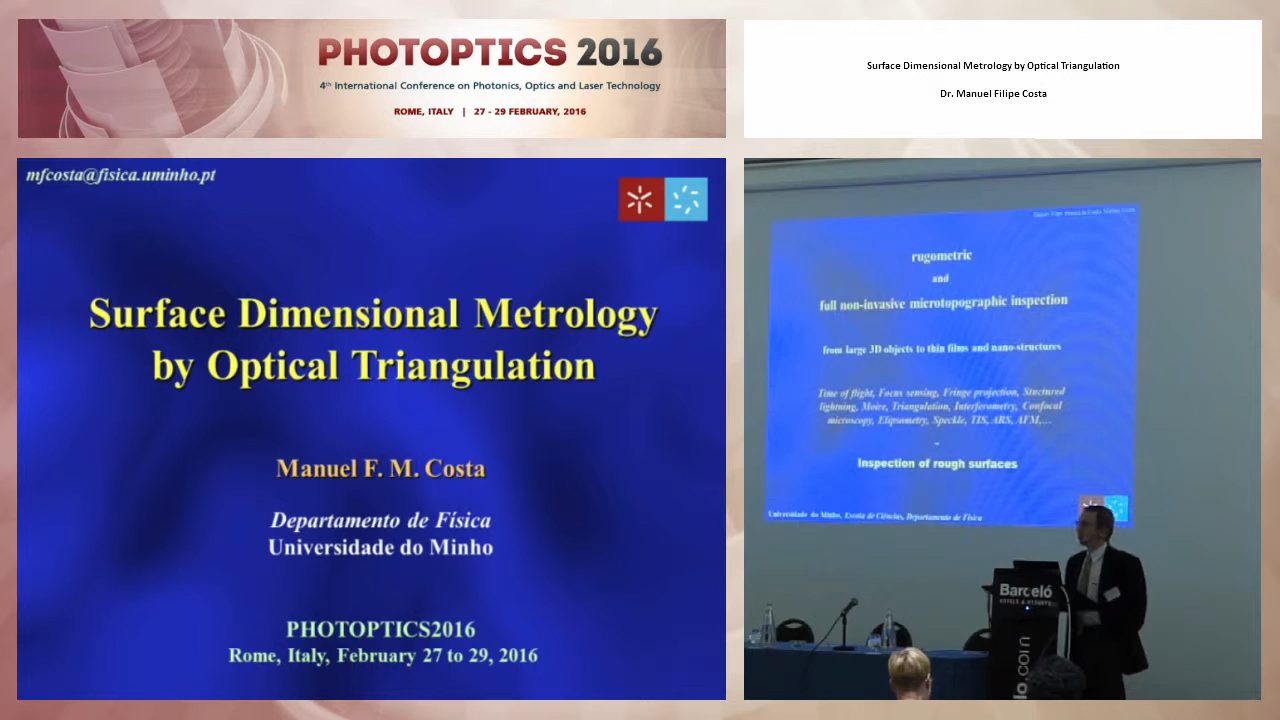 PHOTOPTICS 2016
4th International Conference on Photonics, Optics and Laser Technology
ROME, ITALY | 27 - 29 FEBRUARY, 2016
Surface Dimensional Metrology by Optical Triangulation
Dr. Manuel Filipe Costa
mfcosta@fisica.uminho.pt
Surface Dimensional Metrology
by Optical Triangulation
Manuel F. M. Costa
Departamento de Física
Universidade do Minho
PHOTOPTICS2016
Rome, Italy, February 27 to 29, 2016
rugometric
and
full non-invasive microtopographic inspection
from large 3D objects to thin films and nano-structures
Time of flight, Focus sensing, Fringe projection, Stuctured
lightning, Moire, Triangulation, Interferometry, Confocal
microscopy, Elipsometry, Speckle, TIS, ARS, AFM,...
-
Inspection of rough surfaces
Universidade do Minho, Escola de Ciências, Departamento de Física
Barceló
HOTELS & RESORTS
lo.com